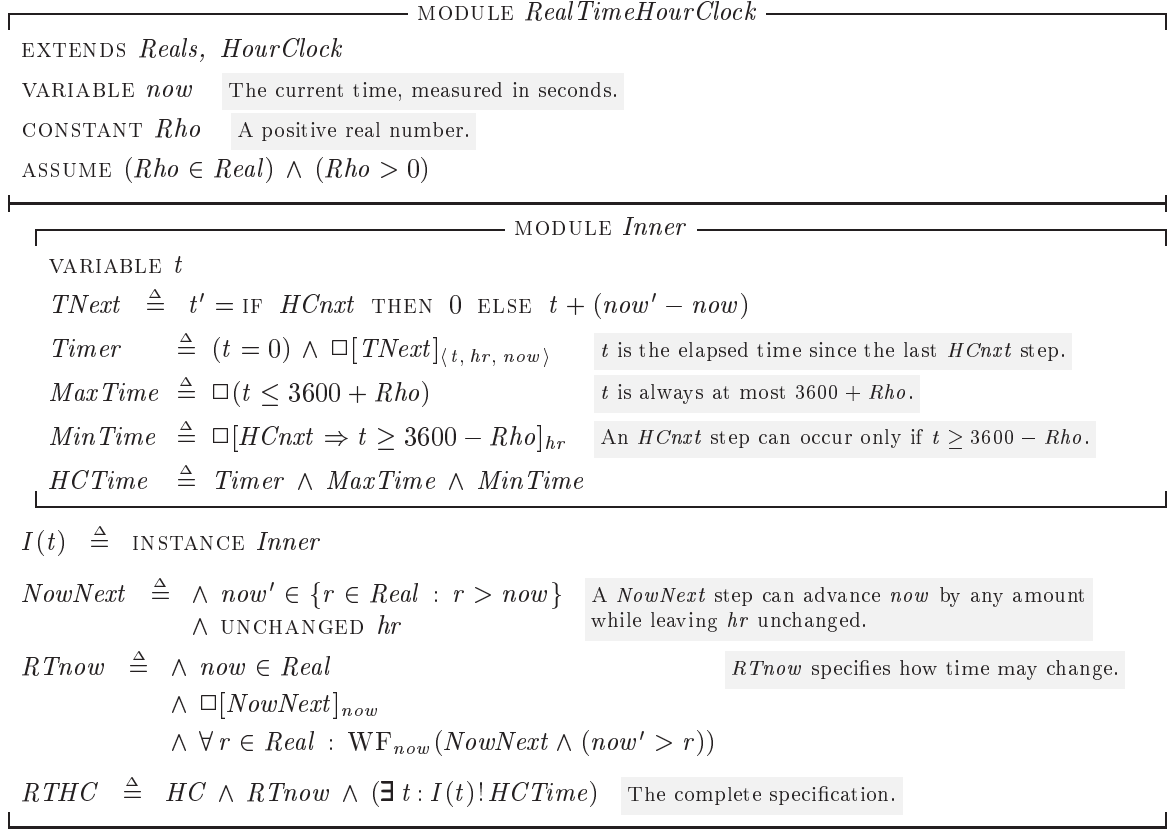 MODULE RealTimeHourClock
EXTENDS Reals, HourClock
VARIABLE now The current time, measured in seconds.
CONSTANT Rho A positive real number.
ASSUME (Rho ∈ Real) ∧ (Rho > 0)
MODULE Inner
VARIABLE t
TNext ≜ t′ = IF HCnxt THEN 0 ELSE t + (now′ − now)
Timer ≜ (t = 0) ∧ □[TNext]⟨t, hr, now⟩ t is the elapsed time since the last HCnxt step.
MaxTime ≜ □(t ≤ 3600 + Rho) t is always at most 3600 + Rho.
MinTime ≜ □[HCnxt ⇒ t ≥ 3600 − Rho]hr An HCnxt step can occur only if t ≥ 3600 − Rho.
HCTime ≜ Timer ∧ MaxTime ∧ MinTime
I(t) ≜ INSTANCE Inner
NowNext ≜ ∧ now′ ∈ {r ∈ Real : r > now} A NowNext step can advance now by any amount
∧ UNCHANGED hr while leaving hr unchanged.
RTnow ≜ ∧ now ∈ Real RTnow specifies how time may change.
∧ □[NowNext]now
∧ ∀ r ∈ Real : WFnow(NowNext ∧ (now′ > r))
RTHC ≜ HC ∧ RTnow ∧ (∃ t : I(t)!HCTime) The complete specification.